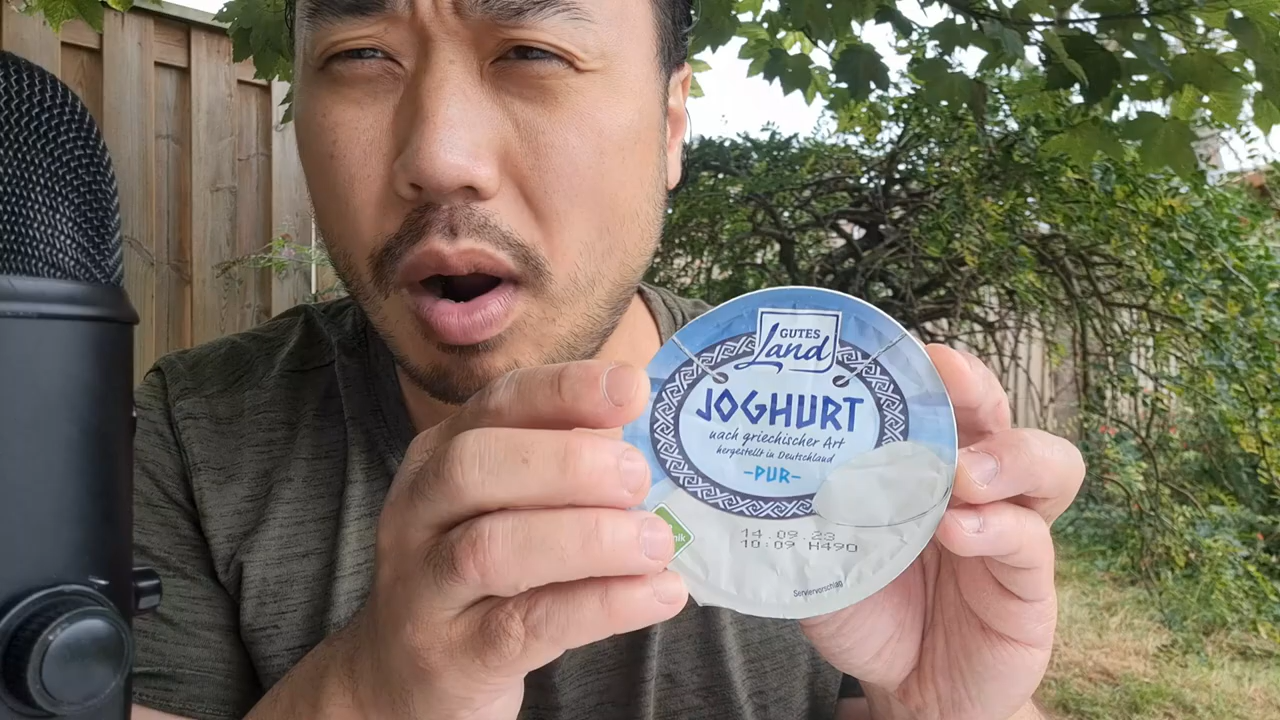 GUTES
Land
JOGHURT
nach griechischer Art
hergestellt in Deutschland
-PUR-
14.09.23
10:09 H490
Serviervorschlag